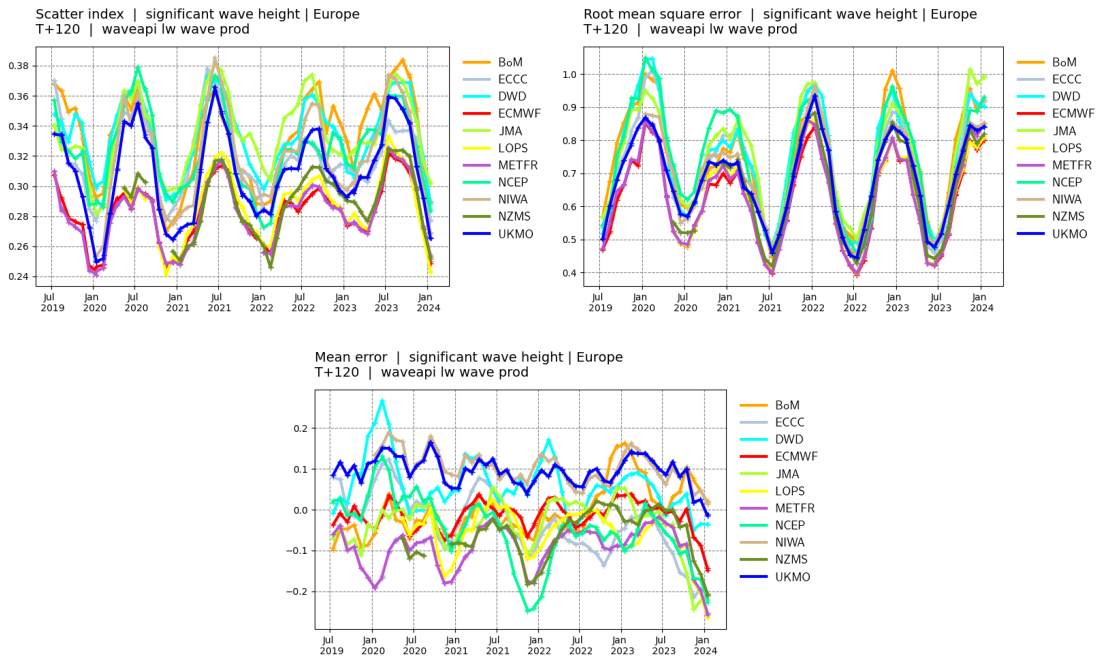 Scatter index | significant wave height | Europe
T+120 | waveapi lw wave prod
0.38
0.36
0.34
0.32
0.30
0.28
0.26
0.24
Jul
2019
Jan
2020
Jul
2020
Jan
2021
Jul
2021
Jan
2022
Jul
2022
Jan
2023
Jul
2023
Jan
2024
BoM
ECCC
DWD
ECMWF
JMA
LOPS
METFR
NCEP
NIWA
NZMS
UKMO
Root mean square error | significant wave height | Europe
T+120 | waveapi lw wave prod
1.0
0.9
0.8
0.7
0.6
0.5
0.4
Jul
2019
Jan
2020
Jul
2020
Jan
2021
Jul
2021
Jan
2022
Jul
2022
Jan
2023
Jul
2023
Jan
2024
BoM
ECCC
DWD
ECMWF
JMA
LOPS
METFR
NCEP
NIWA
NZMS
UKMO
Mean error | significant wave height | Europe
T+120 | waveapi lw wave prod
0.2
0.1
0.0
−0.1
−0.2
Jul
2019
Jan
2020
Jul
2020
Jan
2021
Jul
2021
Jan
2022
Jul
2022
Jan
2023
Jul
2023
Jan
2024
BoM
ECCC
DWD
ECMWF
JMA
LOPS
METFR
NCEP
NIWA
NZMS
UKMO